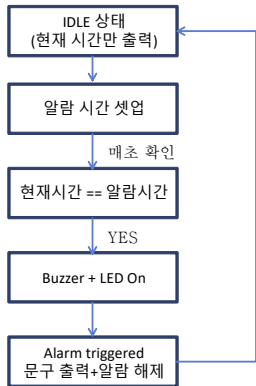 IDLE 상태
(현재 시간만 출력)
알람 시간 셋업
매초 확인
현재시간 == 알람시간
YES
Buzzer + LED On
Alarm triggered
문구 출력+알람 해제